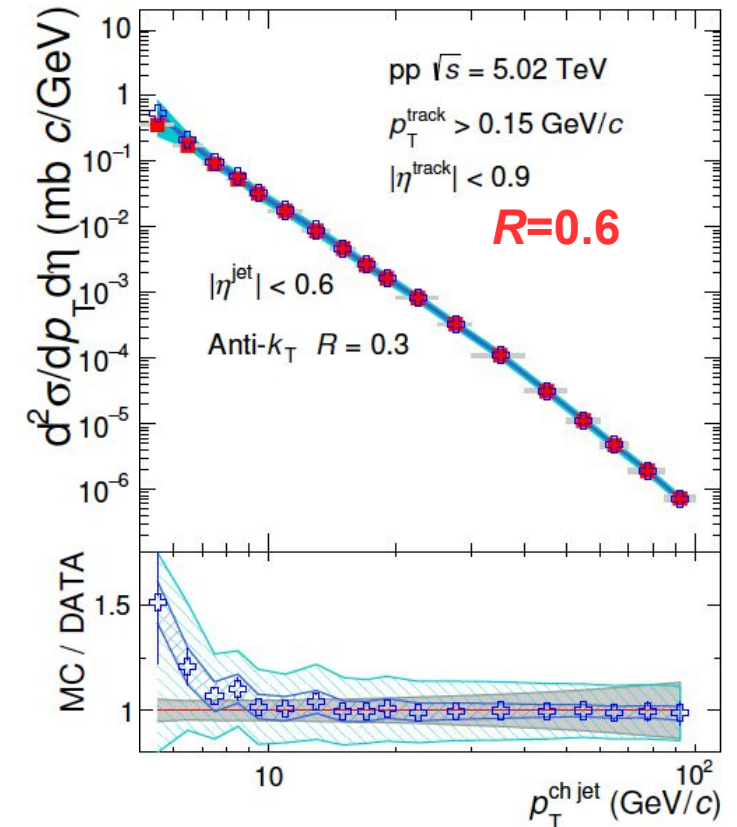 10
1
10⁻¹
10⁻²
10⁻³
10⁻⁴
10⁻⁵
10⁻⁶
d²σ/dp_T dη (mb c/GeV)
pp √s = 5.02 TeV
p_T^track > 0.15 GeV/c
|η^track| < 0.9
R=0.6
|η^jet| < 0.6
Anti-k_T R = 0.3
MC / DATA
1.5
1
10
10²
p_T^ch jet (GeV/c)